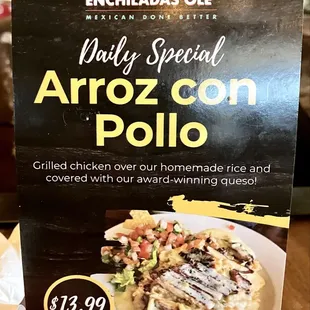 ENCHILADAS OLÉ
MEXICAN DONE BETTER
Daily Special
Arroz con
Pollo
Grilled chicken over our homemade rice and
covered with our award-winning queso!
$13.99